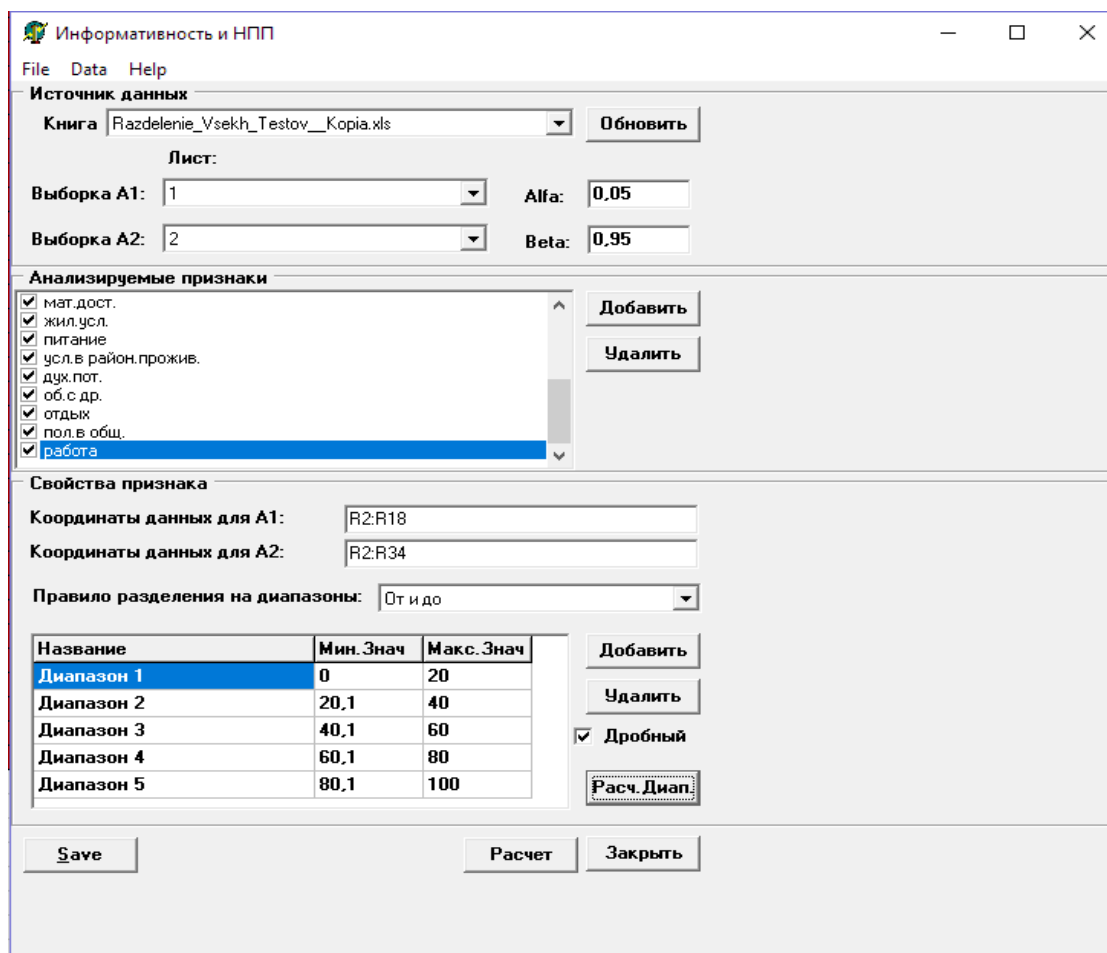 Информативность и НПП
File Data Help
Источник данных
Книга Razdelenie_Vsekh_Testov__Kopia.xls Обновить
Лист:
Выборка A1: 1 Alfa: 0,05
Выборка A2: 2 Beta: 0,95
Анализируемые признаки
мат.дост. Добавить
жил.усл.
питание Удалить
усл.в район.прожив.
дух.пот.
об.с др.
отдых
пол.в общ.
работа
Свойства признака
Координаты данных для A1: R2:R18
Координаты данных для A2: R2:R34
Правило разделения на диапазоны: От и до
Название Мин.Знач Макс.Знач Добавить
Диапазон 1 0 20
Диапазон 2 20,1 40 Удалить
Диапазон 3 40,1 60 Дробный
Диапазон 4 60,1 80
Диапазон 5 80,1 100 Расч.Диап.
Save Расчет Закрыть